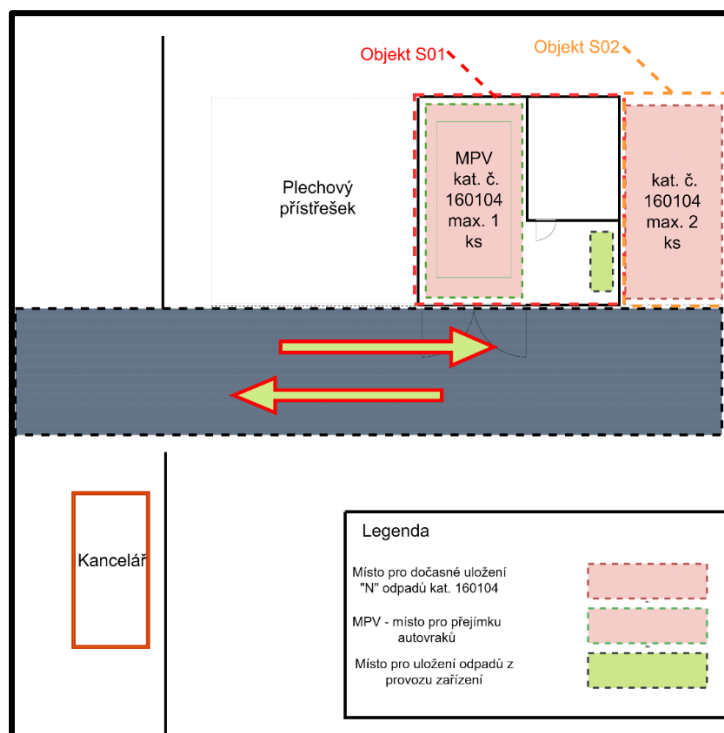 Objekt S01
Objekt S02
Plechový
přístřešek
MPV
kat. č.
160104
max. 1
ks
kat. č.
160104
max. 2
ks
Kancelář
Legenda
Místo pro dočasné uložení
"N" odpadů kat. 160104
MPV - místo pro přejímku
autovraků
Místo pro uložení odpadů z
provozu zařízení